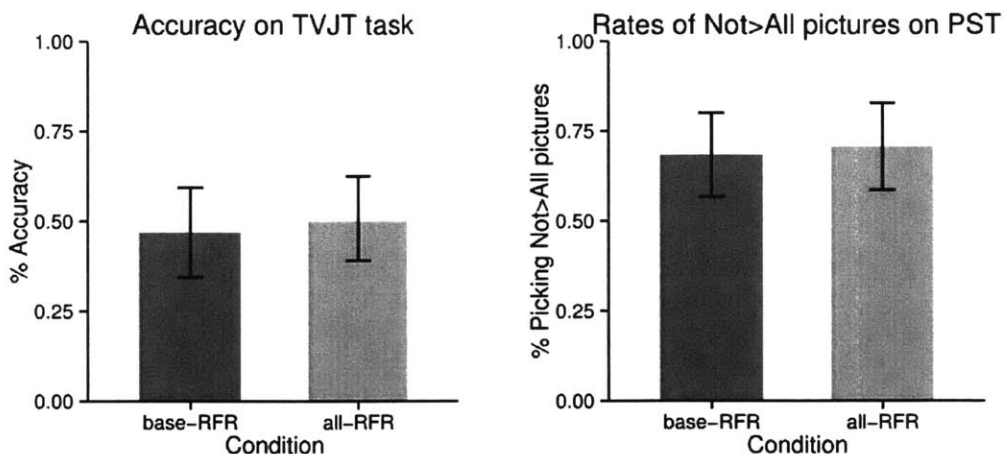 Accuracy on TVJT task
% Accuracy
1.00
0.75
0.50
0.25
0.00
base-RFR all-RFR
Condition
Rates of Not>All pictures on PST
% Picking Not>All pictures
1.00
0.75
0.50
0.25
0.00
base-RFR all-RFR
Condition